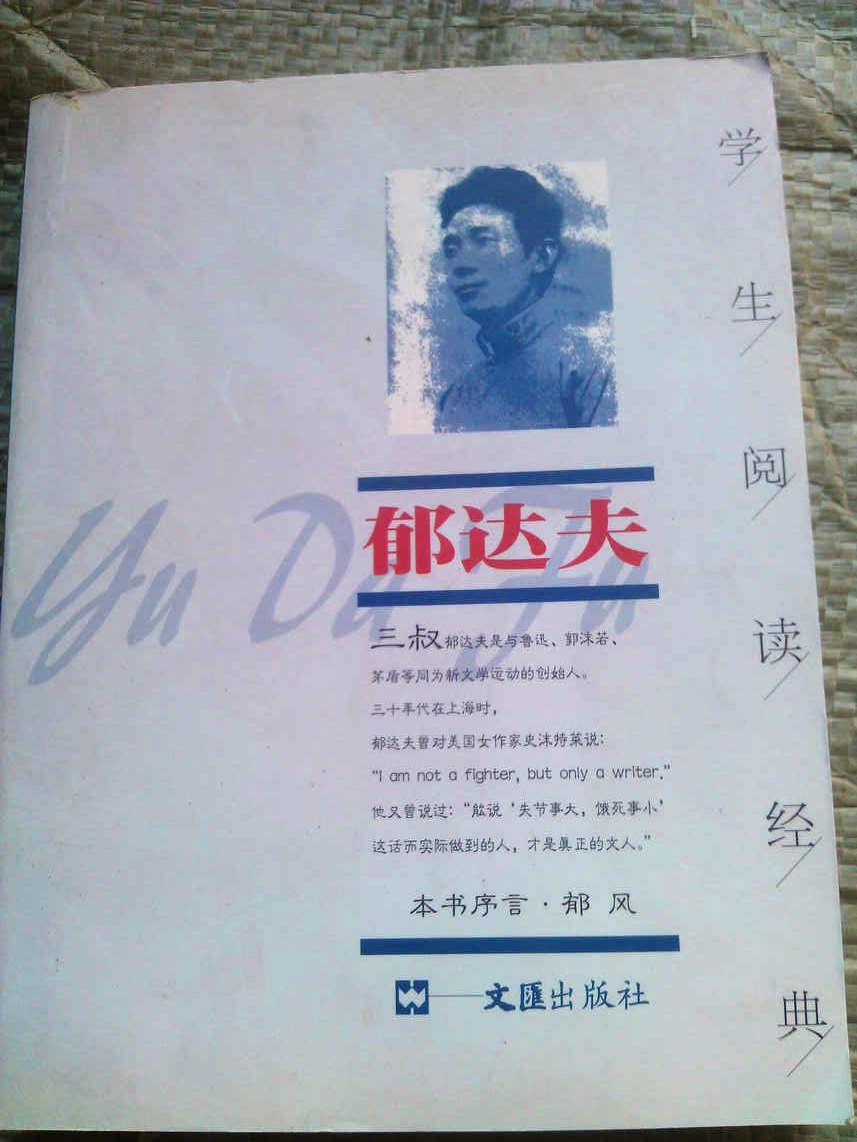 学生阅读经典
Yu Da Fu
郁达夫
三叔郁达夫是与鲁迅、郭沫若、
茅盾等同为新文学运动的创始人。
三十年代在上海时，
郁达夫曾对美国女作家史沫特莱说：
“I am not a fighter, but only a writer.”
他又曾说过：“能说‘失节事大，饿死事小’
这话而实际做到的人，才是真正的文人。”
本书序言·郁 风
文匯出版社